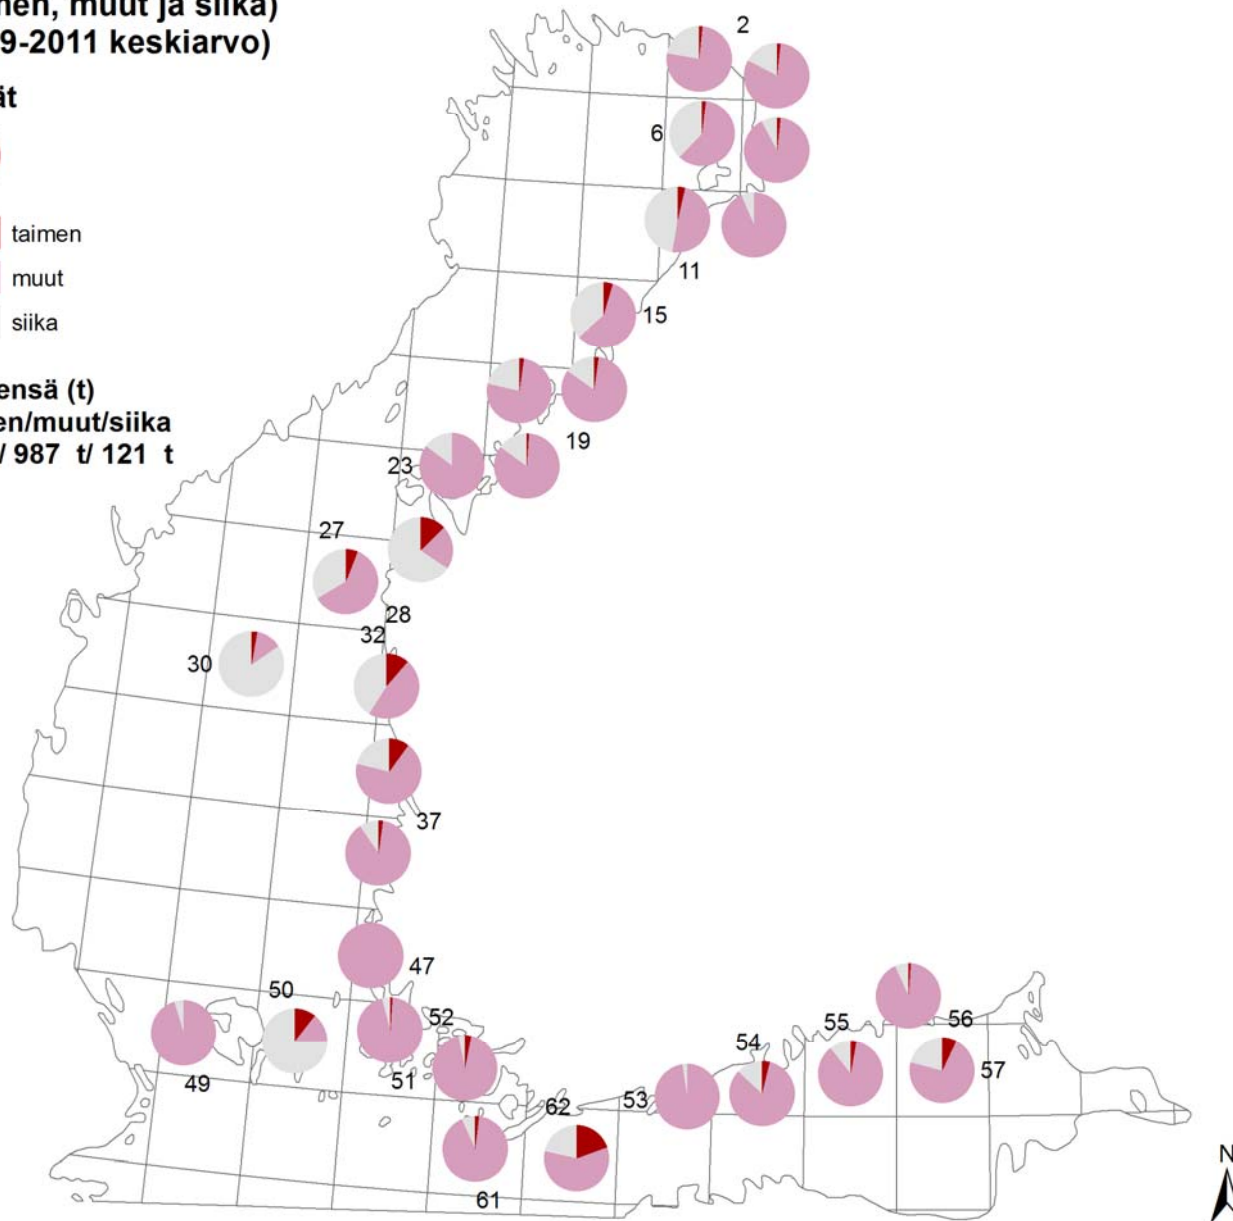 nen, muut ja siika)
9-2011 keskiarvo)
ät
taimen
muut
siika
ensä (t)
en/muut/siika
/ 987 t/ 121 t
2
6
11
15
19
23
27
28
32
30
37
47
50
52
49
51
62
61
53
54
55
56
57
N